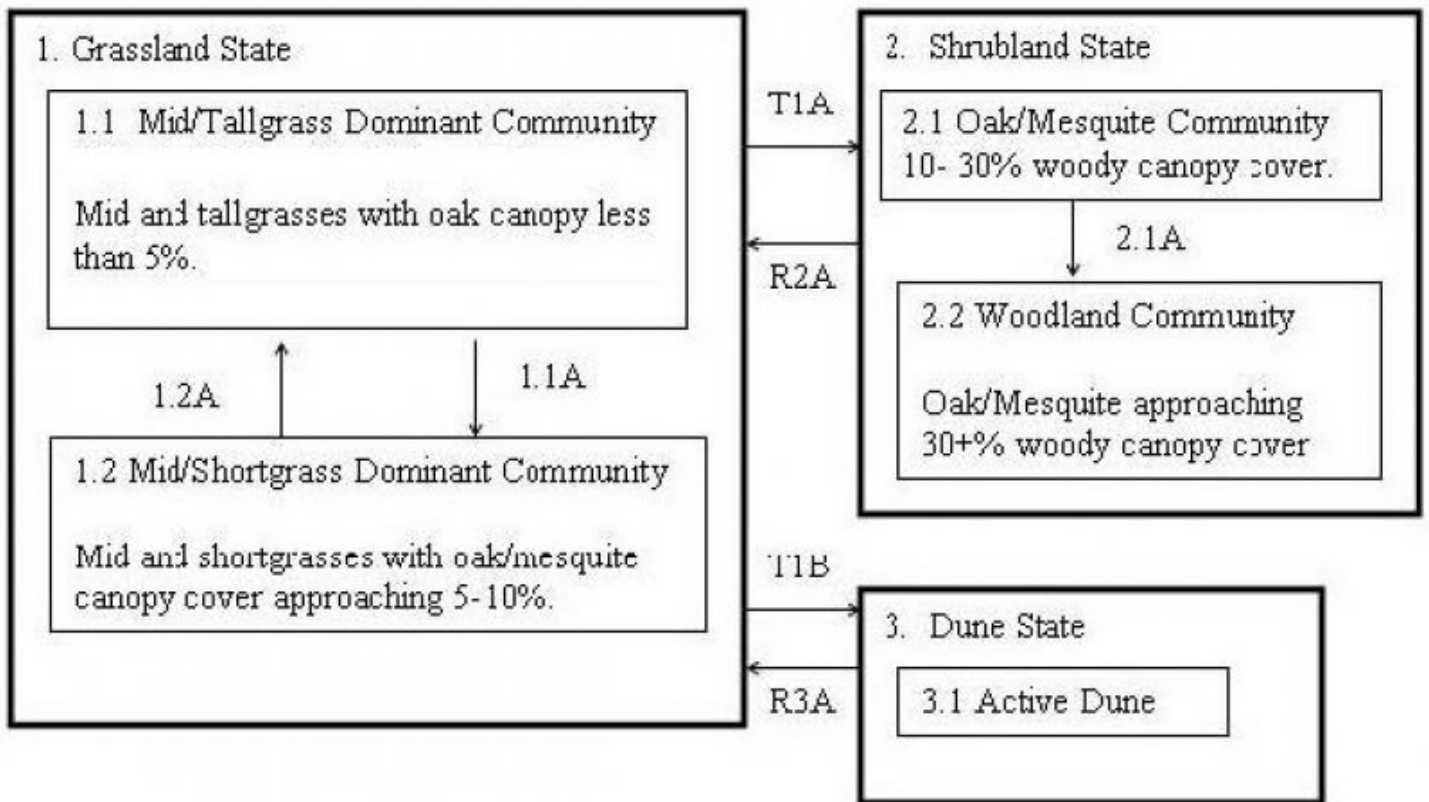 1. Grassland State
1.1 Mid/Tallgrass Dominant Community
Mid and tallgrasses with oak canopy less
than 5%.
1.2A
1.1A
1.2 Mid/Shortgrass Dominant Community
Mid and shortgrasses with oak/mesquite
canopy cover approaching 5-10%.
T1A
R2A
2. Shrubland State
2.1 Oak/Mesquite Community
10- 30% woody canopy cover.
2.1A
2.2 Woodland Community
Oak/Mesquite approaching
30+% woody canopy cover
T1B
R3A
3. Dune State
3.1 Active Dune